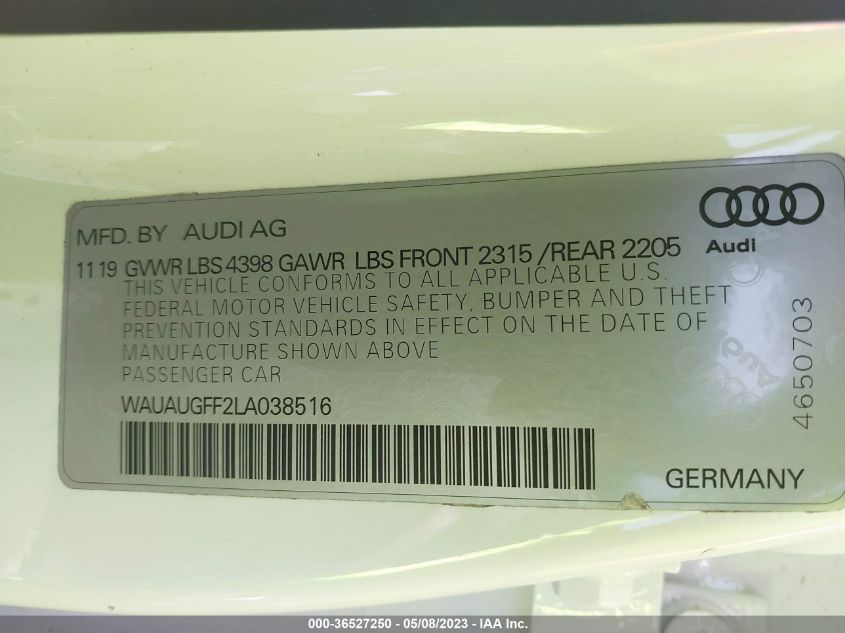 MFD. BY AUDI AG
Audi
11 19 GVWR LBS 4398 GAWR LBS FRONT 2315 /REAR 2205
THIS VEHICLE CONFORMS TO ALL APPLICABLE U.S.
FEDERAL MOTOR VEHICLE SAFETY, BUMPER AND THEFT
PREVENTION STANDARDS IN EFFECT ON THE DATE OF
MANUFACTURE SHOWN ABOVE
PASSENGER CAR
WAUAUGFF2LA038516
4650703
Audi
GERMANY
000-36527250 - 05/08/2023 - IAA Inc.